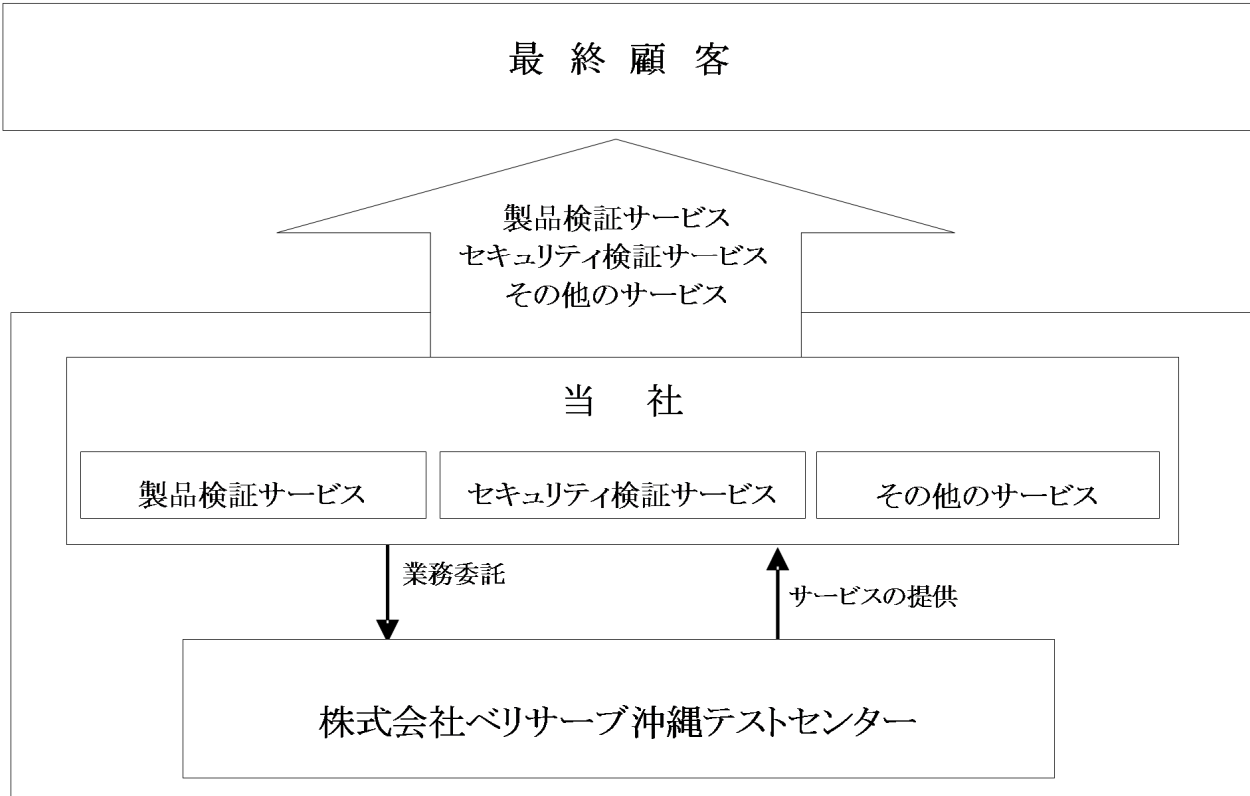 最終顧客
製品検証サービス
セキュリティ検証サービス
その他のサービス
当社
製品検証サービス
セキュリティ検証サービス
その他のサービス
業務委託
サービスの提供
株式会社ベリサーブ沖縄テストセンター